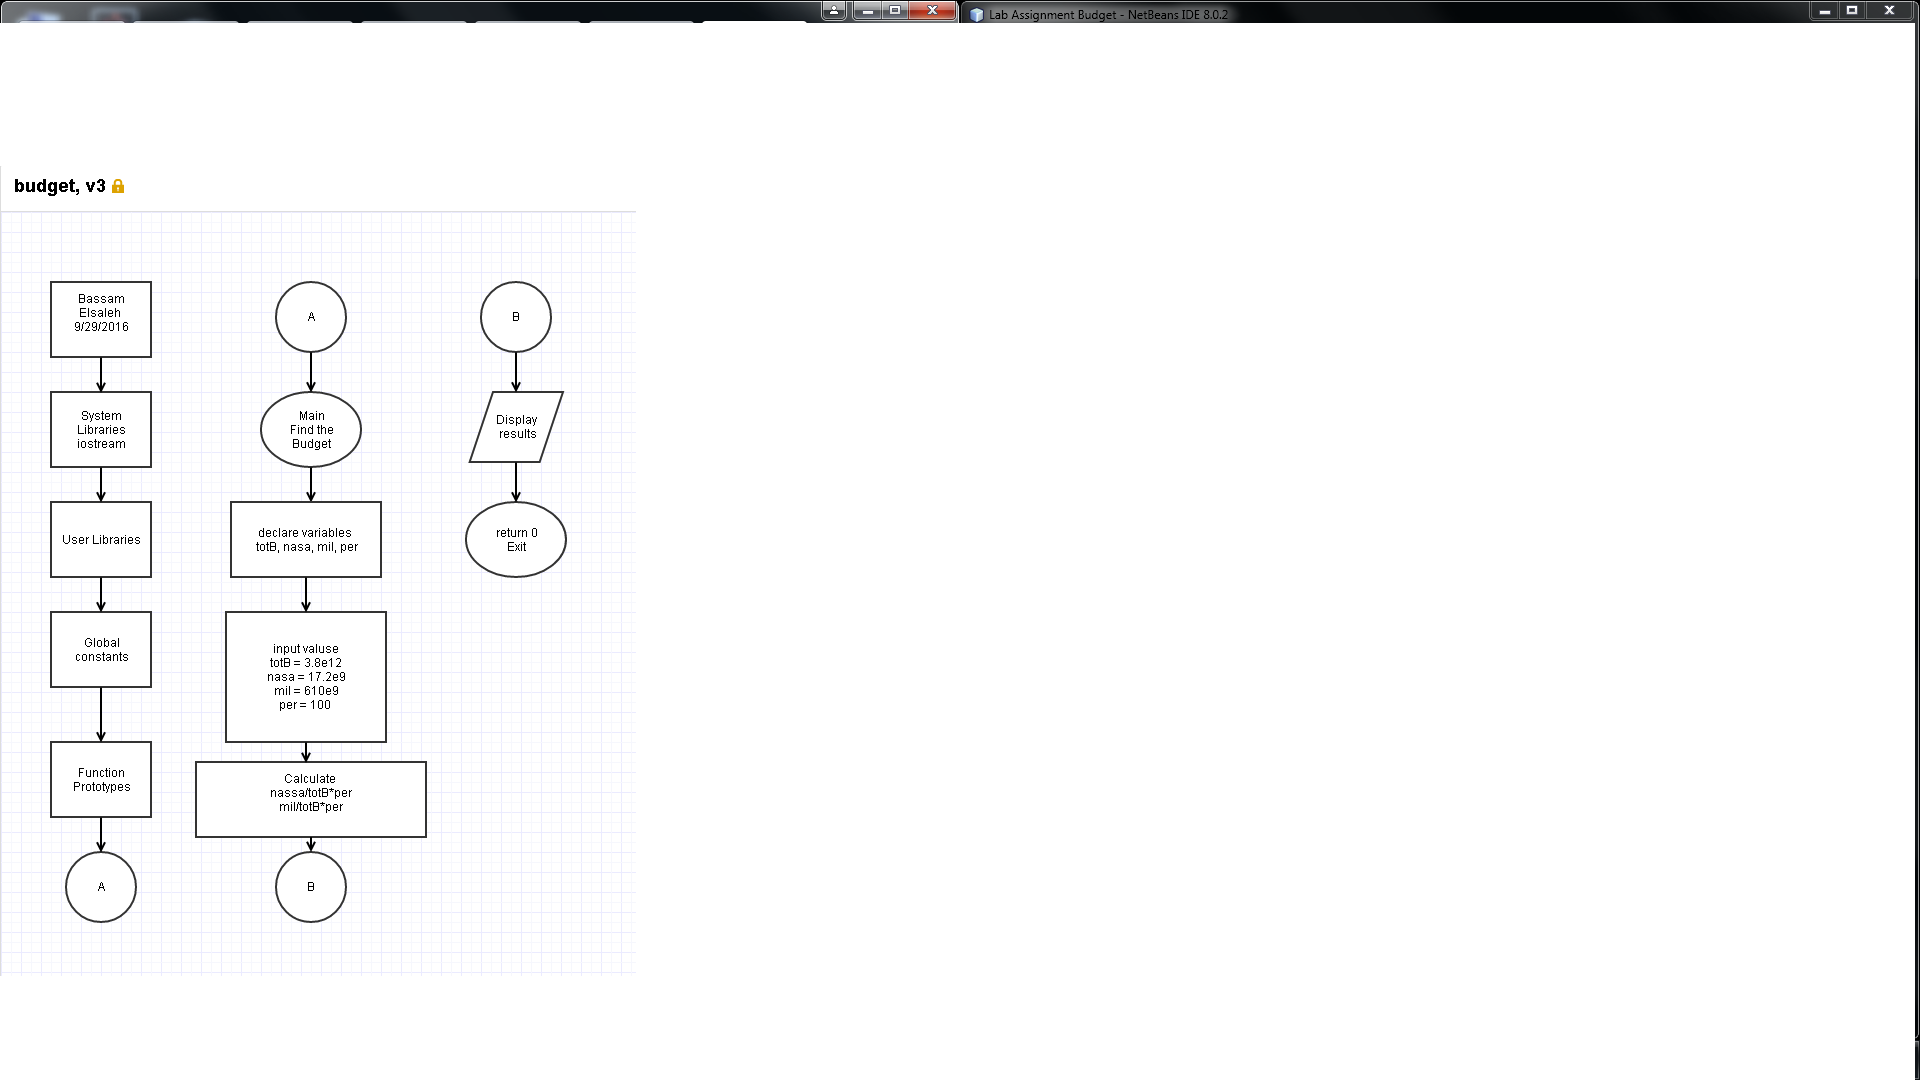 Lab Assignment Budget - NetBeans IDE 8.0.2
budget, v3
Bassam
Elsaleh
9/29/2016
System
Libraries
iostream
User Libraries
Global
constants
Function
Prototypes
A
A
Main
Find the
Budget
declare variables
totB, nasa, mil, per
input valuse
totB = 3.8e12
nasa = 17.2e9
mil = 610e9
per = 100
Calculate
nassa/totB*per
mil/totB*per
B
B
Display
results
return 0
Exit